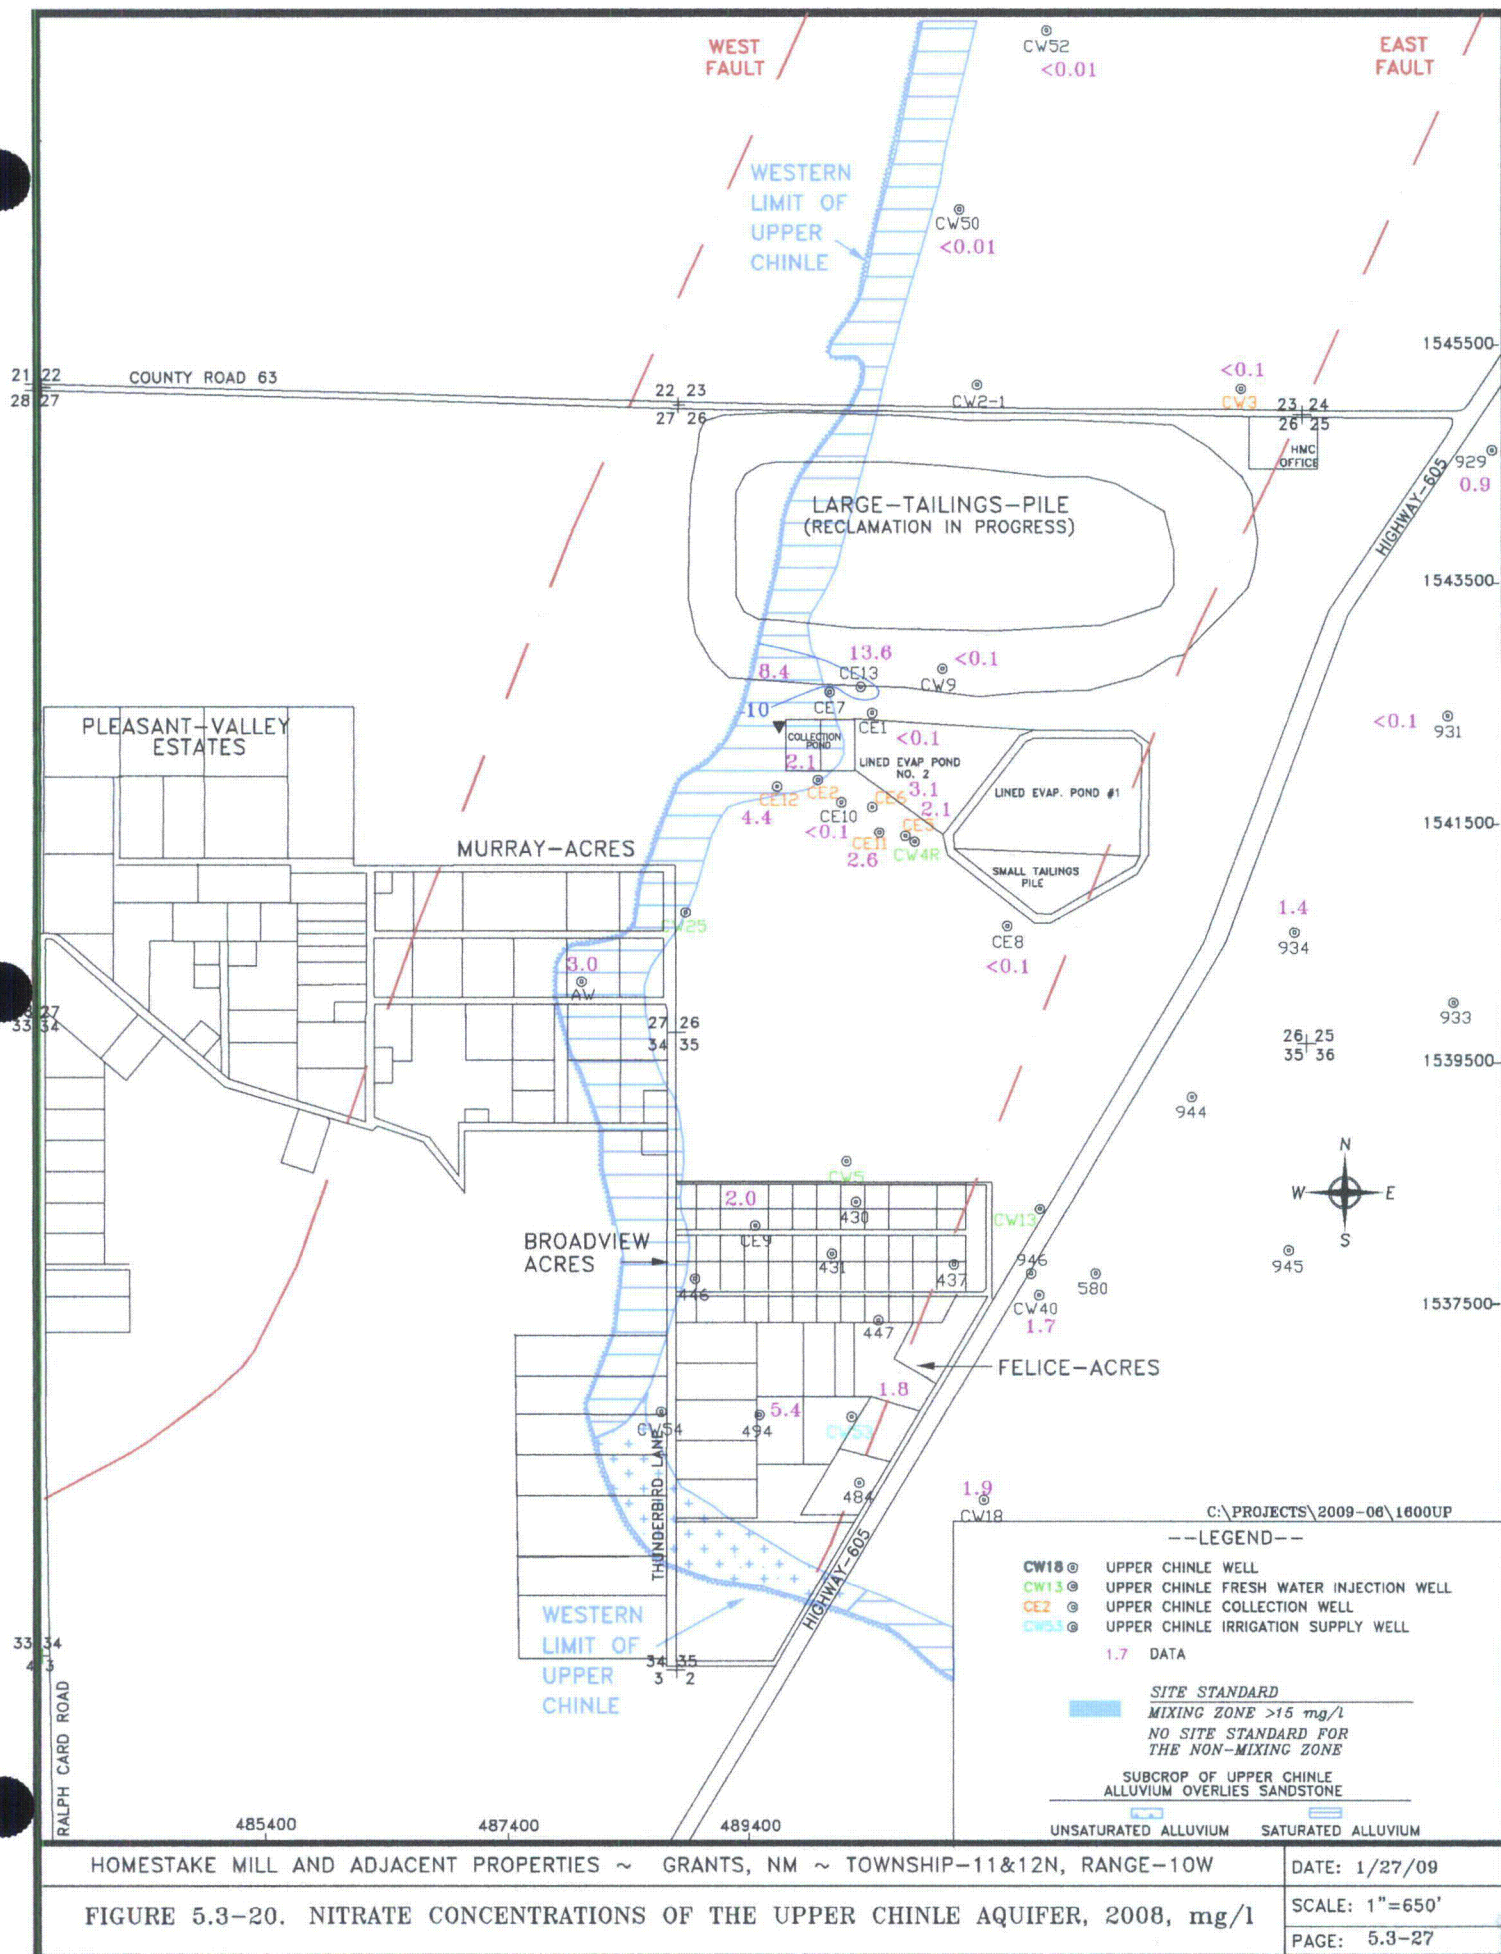 WEST
FAULT
CW52
<0.01
EAST
FAULT
WESTERN
LIMIT OF
UPPER
CHINLE
CW50
<0.01
1545500
21 22
28 27
COUNTY ROAD 63
22 23
27 26
CW2-1
<0.1
CW3
23 24
26 25
HMC
OFFICE
929
0.9
HIGHWAY-605
LARGE-TAILINGS-PILE
(RECLAMATION IN PROGRESS)
1543500
13.6
8.4
CE13
<0.1
CW9
CE7
10
CE1
<0.1
<0.1
931
PLEASANT-VALLEY
ESTATES
COLLECTION
POND
2.1
LINED EVAP POND
NO. 2
LINED EVAP. POND #1
CE12
CE2
CE6
3.1
4.4
CE10
2.1
<0.1
CE5
CE11
2.6
CW4R
1541500
MURRAY-ACRES
SMALL TAILINGS
PILE
CW25
CE8
<0.1
1.4
934
3.0
AW
933
27
33 34
27 26
34 35
26 25
35 36
1539500
944
N
W E
S
CW5
2.0
430
CW13
CE9
BROADVIEW
ACRES
431
437
946
580
945
446
CW40
1.7
447
1537500
FELICE-ACRES
1.8
CW54
494
5.4
CW53
484
1.9
CW18
THUNDERBIRD LANE
HIGHWAY-605
WESTERN
LIMIT OF
UPPER
CHINLE
33 34
4 3
34 35
3 2
RALPH CARD ROAD
485400
487400
489400
C:\PROJECTS\2009-06\1600UP
--LEGEND--
CW18 UPPER CHINLE WELL
CW13 UPPER CHINLE FRESH WATER INJECTION WELL
CE2 UPPER CHINLE COLLECTION WELL
CW53 UPPER CHINLE IRRIGATION SUPPLY WELL
1.7 DATA
SITE STANDARD
MIXING ZONE >15 mg/l
NO SITE STANDARD FOR
THE NON-MIXING ZONE
SUBCROP OF UPPER CHINLE
ALLUVIUM OVERLIES SANDSTONE
UNSATURATED ALLUVIUM SATURATED ALLUVIUM
HOMESTAKE MILL AND ADJACENT PROPERTIES ~ GRANTS, NM ~ TOWNSHIP-11&12N, RANGE-10W
DATE: 1/27/09
FIGURE 5.3-20. NITRATE CONCENTRATIONS OF THE UPPER CHINLE AQUIFER, 2008, mg/l
SCALE: 1"=650'
PAGE: 5.3-27